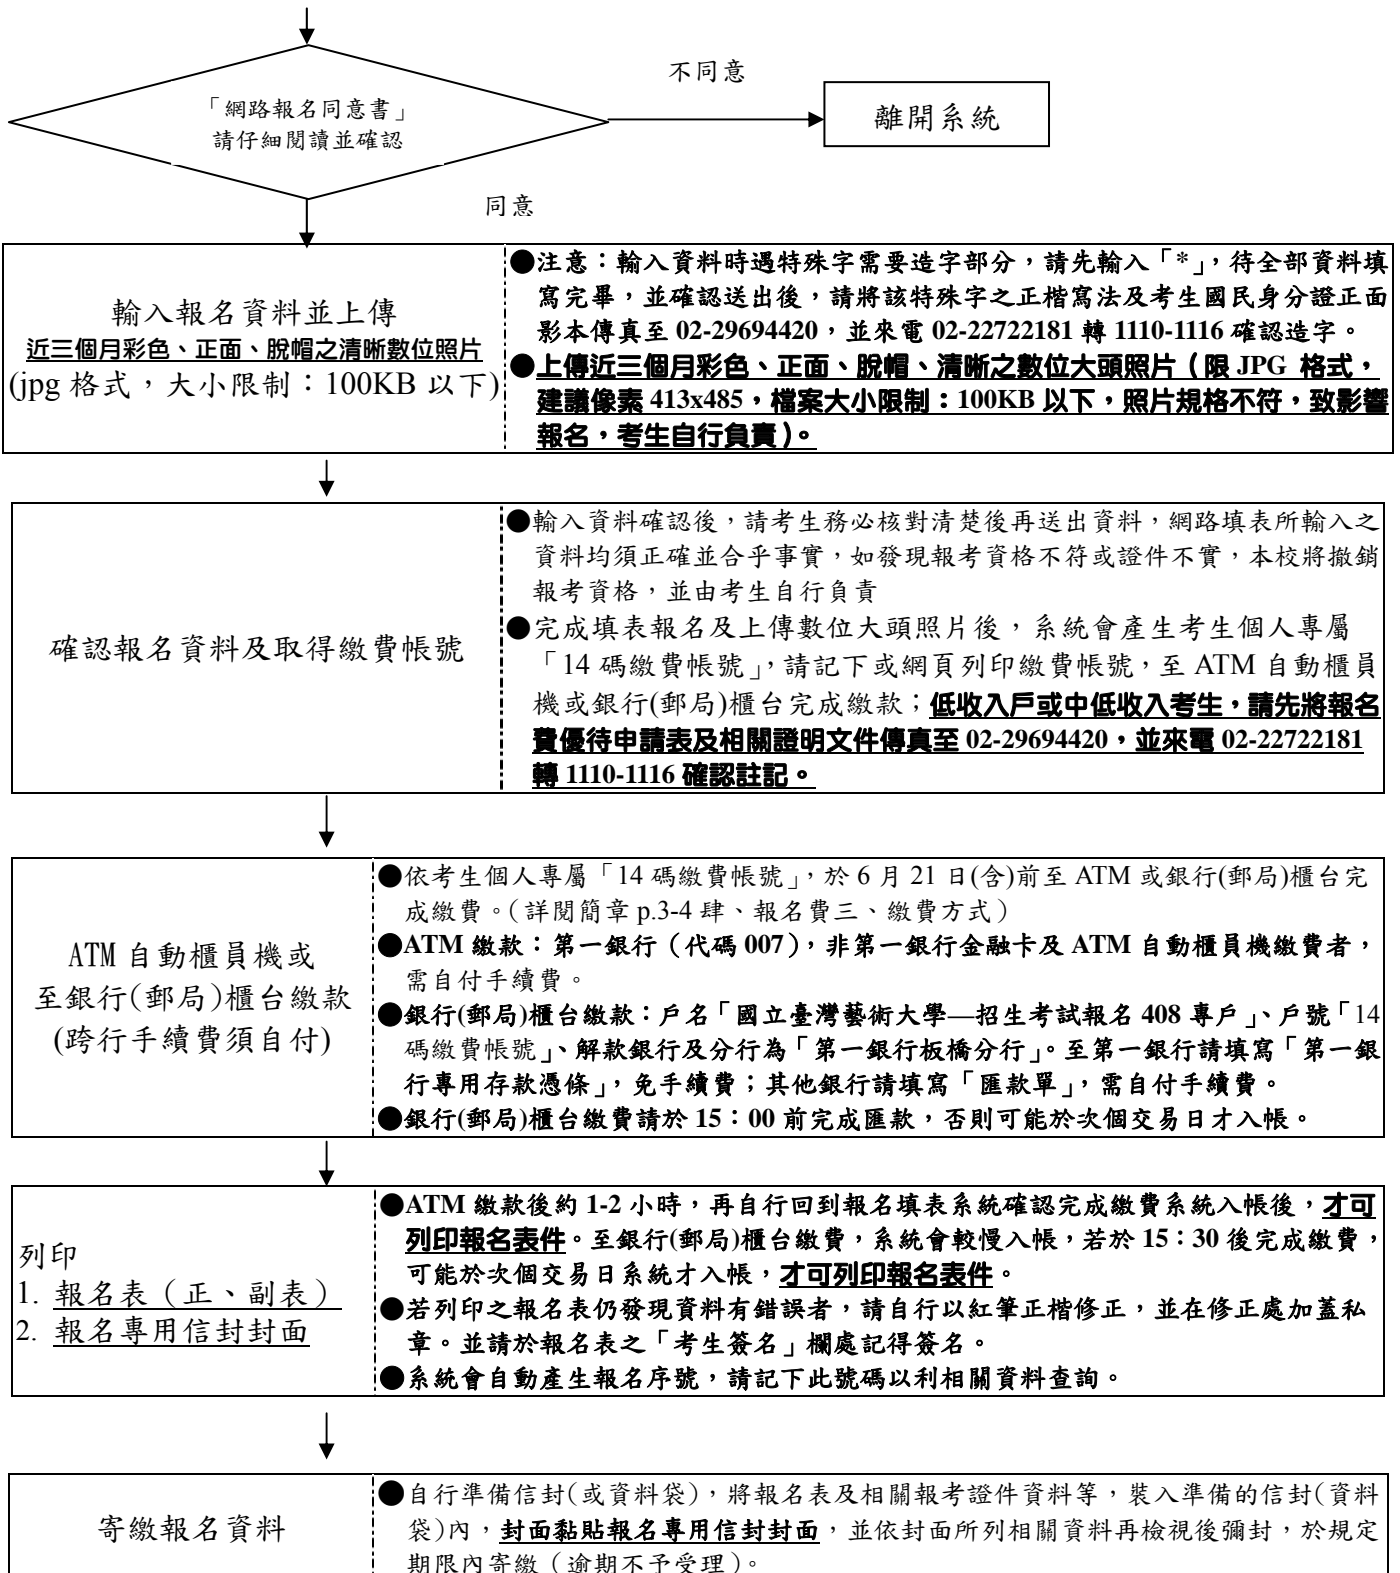 不同意
「網路報名同意書」
請仔細閱讀並確認
離開系統
同意
輸入報名資料並上傳
近三個月彩色、正面、脫帽之清晰數位照片
(jpg 格式，大小限制：100KB 以下)
●注意：輸入資料時遇特殊字需要造字部分，請先輸入「*」，待全部資料填
寫完畢，並確認送出後，請將該特殊字之正楷寫法及考生國民身分證正面
影本傳真至 02-29694420，並來電 02-22722181 轉 1110-1116 確認造字。
●上傳近三個月彩色、正面、脫帽、清晰之數位大頭照片（限 JPG 格式，
建議像素 413x485，檔案大小限制：100KB 以下，照片規格不符，致影響
報名，考生自行負責）。
確認報名資料及取得繳費帳號
●輸入資料確認後，請考生務必核對清楚後再送出資料，網路填表所輸入之
資料均須正確並合乎事實，如發現報考資格不符或證件不實，本校將撤銷
報考資格，並由考生自行負責
●完成填表報名及上傳數位大頭照片後，系統會產生考生個人專屬
「14 碼繳費帳號」，請記下或網頁列印繳費帳號，至 ATM 自動櫃員
機或銀行(郵局)櫃台完成繳款；低收入戶或中低收入考生，請先將報名
費優待申請表及相關證明文件傳真至 02-29694420，並來電 02-22722181
轉 1110-1116 確認註記。
ATM 自動櫃員機或
至銀行(郵局)櫃台繳款
(跨行手續費須自付)
●依考生個人專屬「14 碼繳費帳號」，於 6 月 21 日(含)前至 ATM 或銀行(郵局)櫃台完
成繳費。（詳閱簡章 p.3-4 肆、報名費三、繳費方式）
●ATM 繳款：第一銀行（代碼 007），非第一銀行金融卡及 ATM 自動櫃員機繳費者，
需自付手續費。
●銀行(郵局)櫃台繳款：戶名「國立臺灣藝術大學—招生考試報名 408 專戶」、戶號「14
碼繳費帳號」、解款銀行及分行為「第一銀行板橋分行」。至第一銀行請填寫「第一銀
行專用存款憑條」，免手續費；其他銀行請填寫「匯款單」，需自付手續費。
●銀行(郵局)櫃台繳費請於 15：00 前完成匯款，否則可能於次個交易日才入帳。
列印
1. 報名表（正、副表）
2. 報名專用信封封面
●ATM 繳款後約 1-2 小時，再自行回到報名填表系統確認完成繳費系統入帳後，才可
列印報名表件。至銀行(郵局)櫃台繳費，系統會較慢入帳，若於 15：30 後完成繳費，
可能於次個交易日系統才入帳，才可列印報名表件。
●若列印之報名表仍發現資料有錯誤者，請自行以紅筆正楷修正，並在修正處加蓋私
章。並請於報名表之「考生簽名」欄處記得簽名。
●系統會自動產生報名序號，請記下此號碼以利相關資料查詢。
寄繳報名資料
●自行準備信封(或資料袋)，將報名表及相關報考證件資料等，裝入準備的信封(資料
袋)內，封面黏貼報名專用信封封面，並依封面所列相關資料再檢視後彌封，於規定
期限內寄繳（逾期不予受理）。